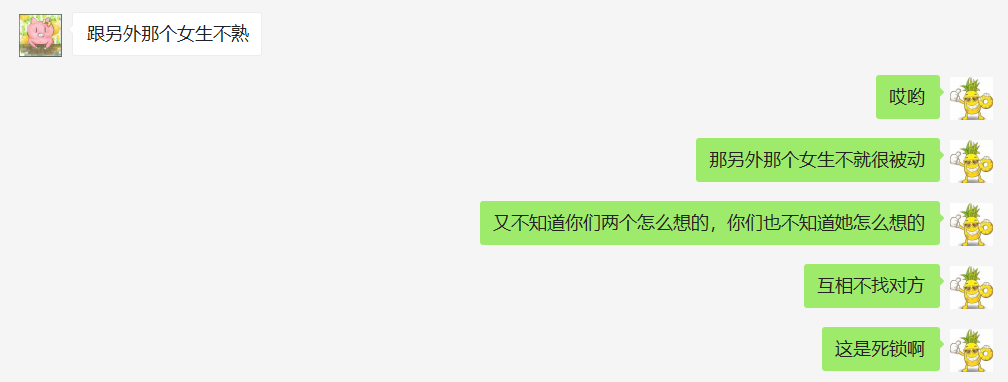 跟另外那个女生不熟
哎哟
那另外那个女生不就很被动
又不知道你们两个怎么想的，你们也不知道她怎么想的
互相不找对方
这是死锁啊